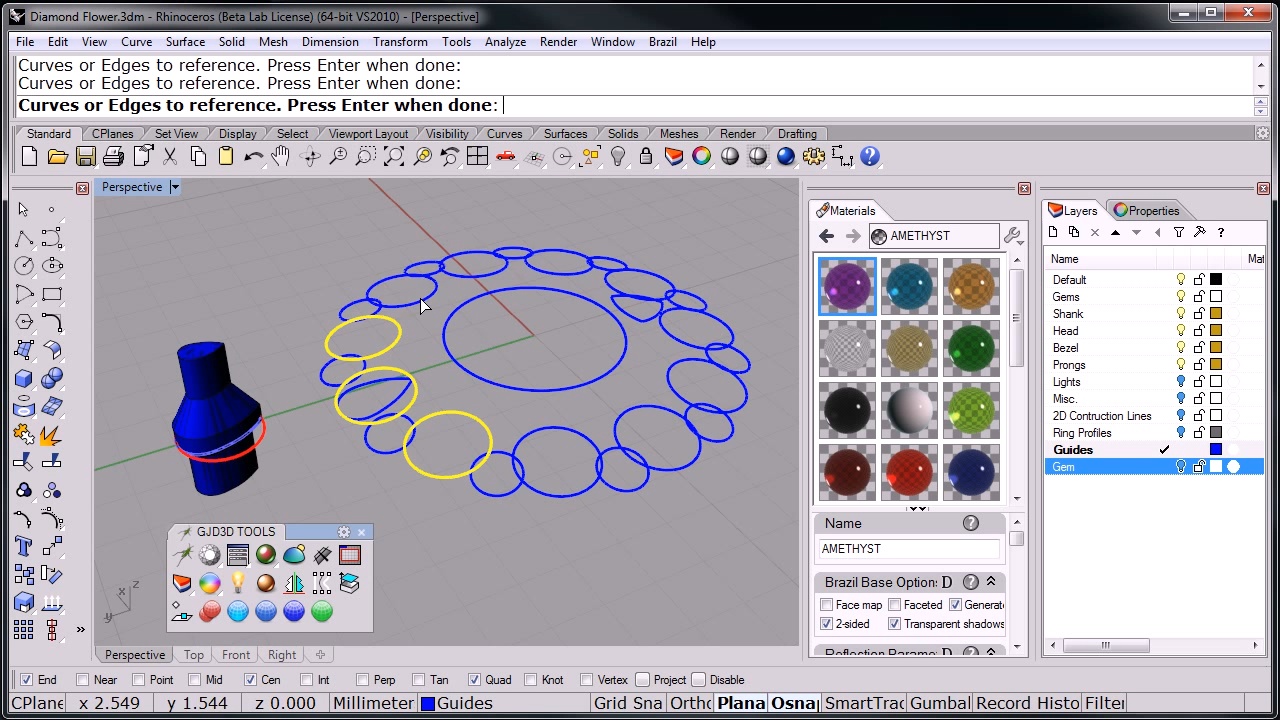 Diamond Flower.3dm - Rhinoceros (Beta Lab License) (64-bit VS2010) - [Perspective]
File Edit View Curve Surface Solid Mesh Dimension Transform Tools Analyze Render Window Brazil Help
Curves or Edges to reference. Press Enter when done:
Curves or Edges to reference. Press Enter when done:
Curves or Edges to reference. Press Enter when done:
Standard CPlanes Set View Display Select Viewport Layout Visibility Curves Surfaces Solids Meshes Render Drafting
Perspective
x z
y
GJD3D TOOLS
Perspective Top Front Right
Materials
AMETHYST
Name
AMETHYST
Brazil Base Option: D
Face map Faceted Generate
2-sided Transparent shadows
Reflection Parame D
Layers Properties
Name Mat
Default
Gems
Shank
Head
Bezel
Prongs
Lights
Misc.
2D Contruction Lines
Ring Profiles
Guides
Gem
End Near Point Mid Cen Int Perp Tan Quad Knot Vertex Project Disable
CPlane x 2.549 y 1.544 z 0.000 Millimeter Guides Grid Sna Ortho Plana Osnap SmartTrac Gumbal Record Histo Filter